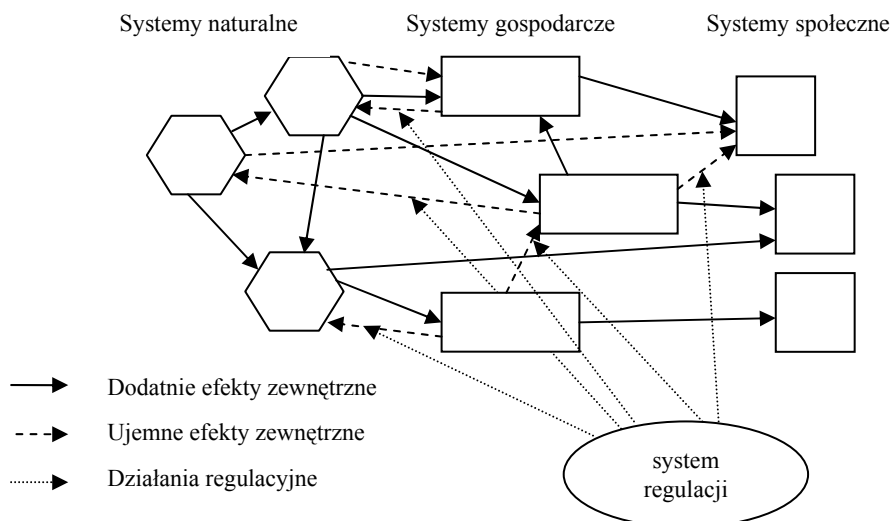 Systemy naturalne
Systemy gospodarcze
Systemy społeczne
Dodatnie efekty zewnętrzne
Ujemne efekty zewnętrzne
Działania regulacyjne
system
regulacji